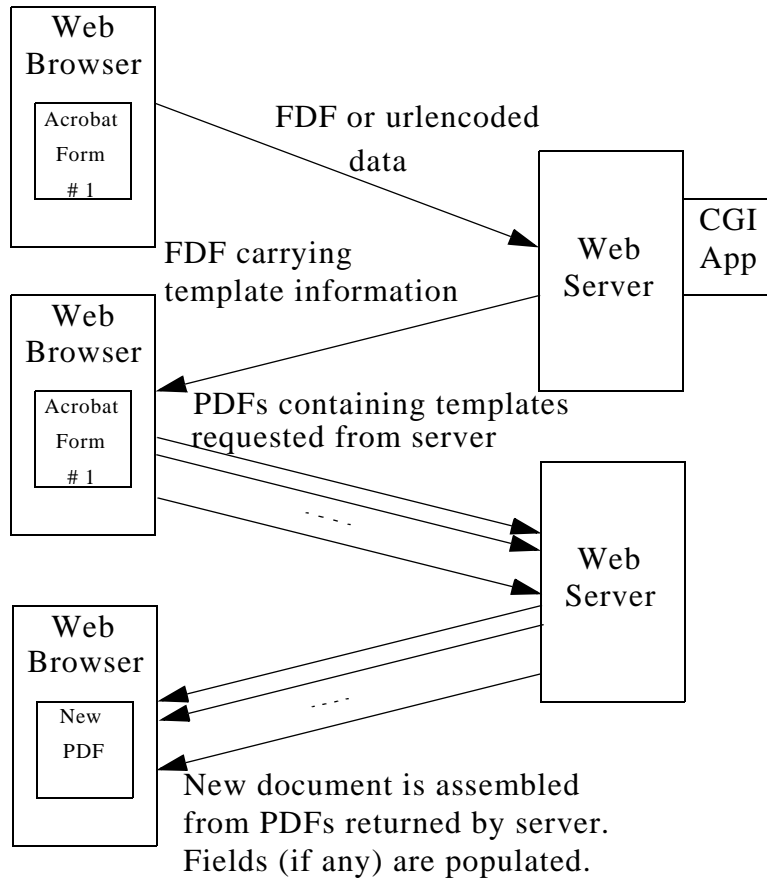 Web
Browser
Acrobat
Form
# 1
FDF or urlencoded
data
Web
Server
CGI
App
FDF carrying
template information
Web
Browser
Acrobat
Form
# 1
PDFs containing templates
requested from server
Web
Server
Web
Browser
New
PDF
New document is assembled
from PDFs returned by server.
Fields (if any) are populated.